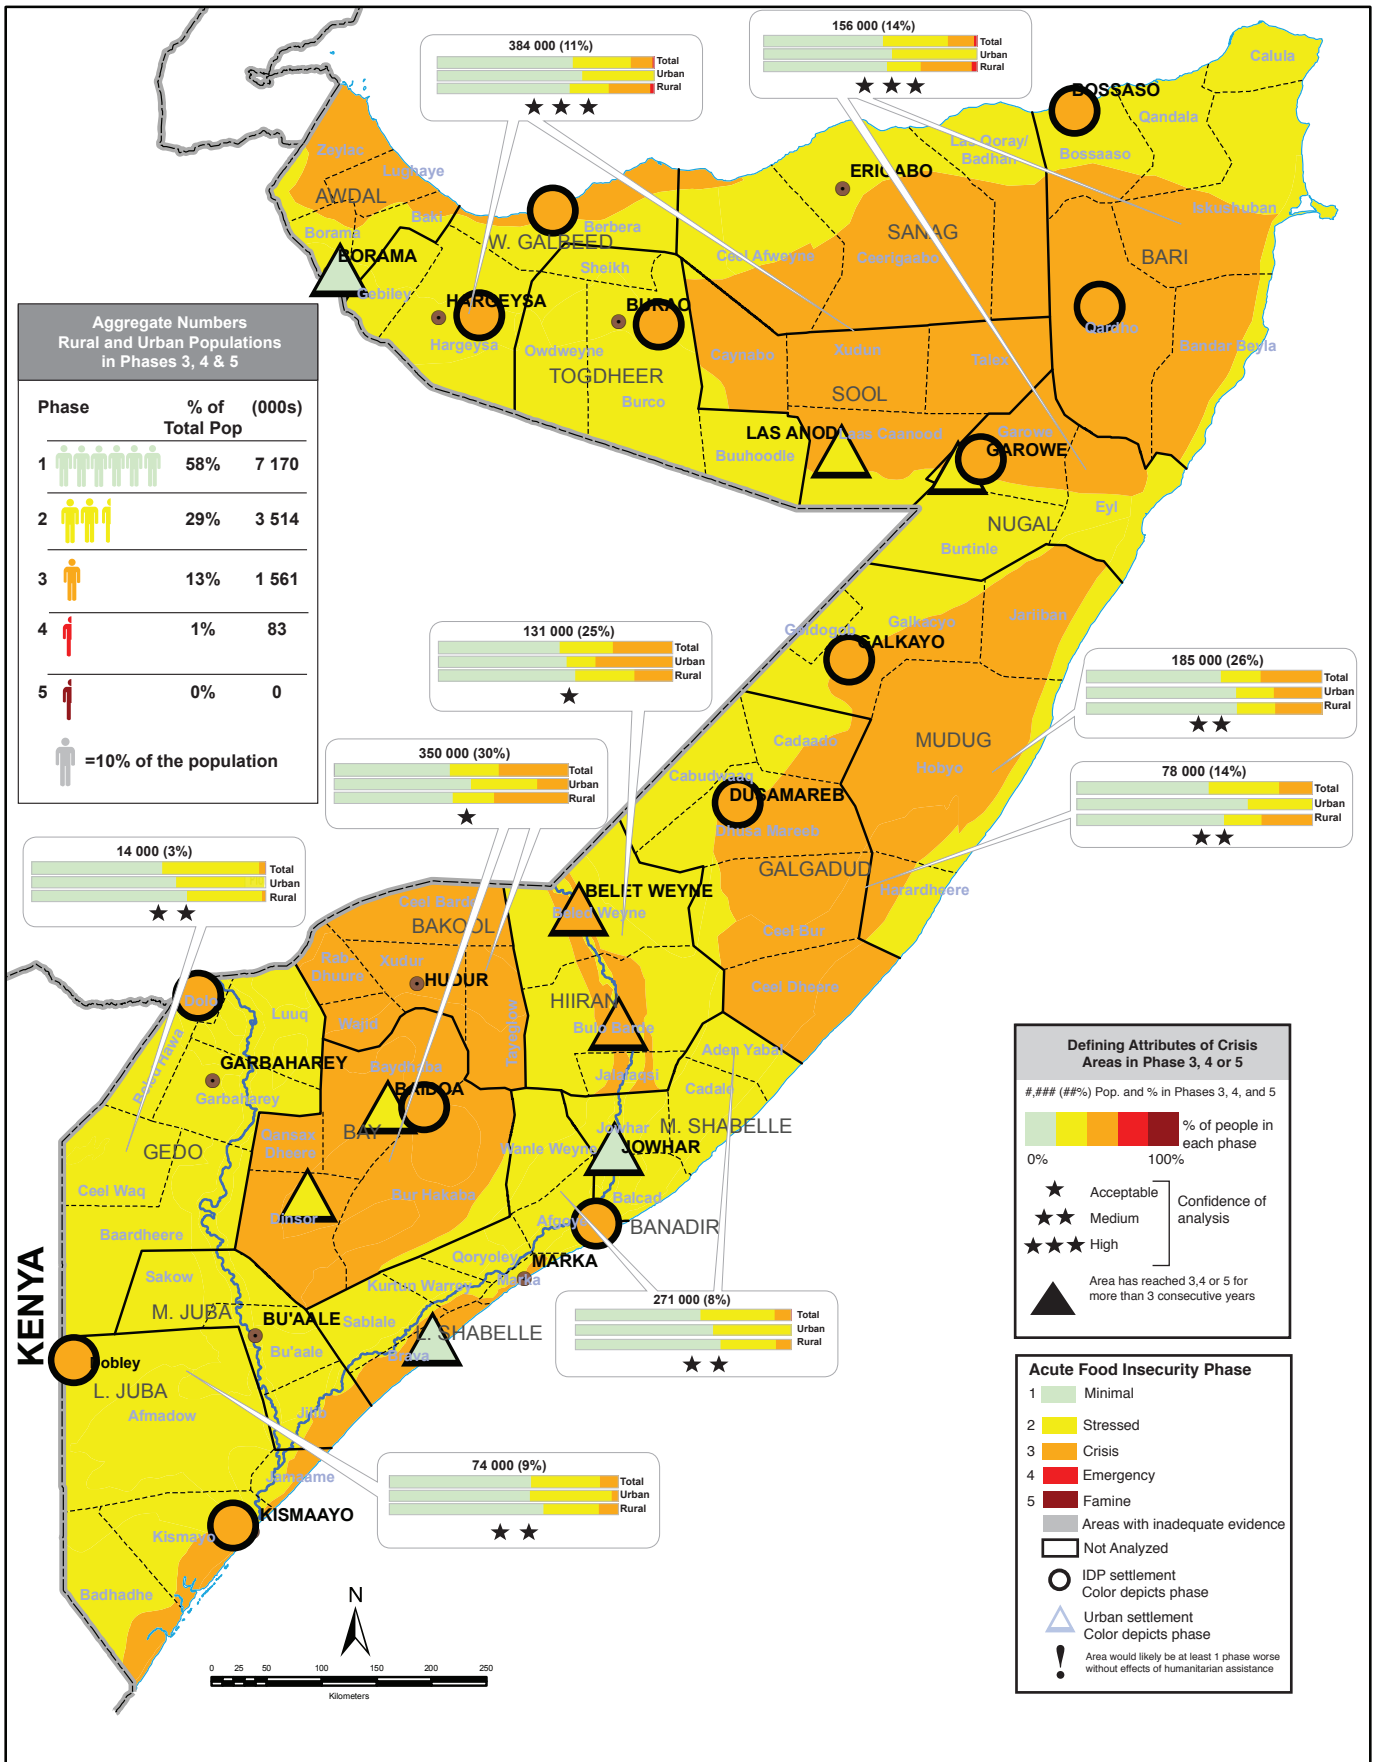 384 000 (11%)
Total
Urban
Rural
156 000 (14%)
Total
Urban
Rural
Calula
BOSSASO
Qandala
Las Qoray/
Badhan
Bossaaso
ERIGABO
Zeylac
Lughaye
AWDAL
Baki
Borama
BORAMA
Berbera
W. GALBEED
Sheikh
Gebiley
HARGEYSA
Hargeysa
BURAO
Owdweyne
TOGDHEER
Burco
Iskushuban
SANAG
Ceel Afweyne
Ceerigaabo
BARI
Qardho
Bandar Beyla
Caynabo
Xudun
Talex
SOOL
LAS ANOD
Laas Caanood
Buuhoodle
Garowe
GAROWE
Eyl
NUGAL
Burtinle
Aggregate Numbers
Rural and Urban Populations
in Phases 3, 4 & 5
Phase % of (000s)
Total Pop
1 58% 7 170
2 29% 3 514
3 13% 1 561
4 1% 83
5 0% 0
=10% of the population
Goldogob
Galkacyo
Jariban
GALKAYO
131 000 (25%)
Total
Urban
Rural
185 000 (26%)
Total
Urban
Rural
350 000 (30%)
Total
Urban
Rural
MUDUG
Hobyo
Cadaado
Cabudwaaq
DUSAMAREB
Dhusa Mareeb
78 000 (14%)
Total
Urban
Rural
GALGADUD
Harardheere
14 000 (3%)
Total
Urban
Rural
BELET WEYNE
Beled Weyne
Ceel Bur
Ceel Barde
BAKOOL
Rab
Dhuure
Xudur
HUDUR
Ceel Dheere
HIIRAN
Bulo Barde
Tayeglow
Wajid
Dolo
Luuq
Beled Hawa
GARBAHAREY
Garbaharey
Baydhaba
BAIDOA
BAY
Qansax
Dheere
Jalalaqsi
Aden Yabal
Cadale
M. SHABELLE
Jowhar
JOWHAR
Wanle Weyne
GEDO
Ceel Waq
Dinsor
Bur Hakaba
Balcad
Afgoye
BANADIR
Baardheere
Qoryoley
MARKA
Marka
Kurtun Warrey
Sakow
M. JUBA
BU'AALE
Bu'aale
Sablale
L. SHABELLE
Brava
271 000 (8%)
Total
Urban
Rural
KENYA
Dobley
L. JUBA
Afmadow
Jilib
Jamaame
74 000 (9%)
Total
Urban
Rural
KISMAAYO
Kismayo
Badhadhe
N
0 25 50 100 150 200 250
Kilometers
Defining Attributes of Crisis
Areas in Phase 3, 4 or 5
#,### (##%) Pop. and % in Phases 3, 4, and 5
% of people in
each phase
0% 100%
Acceptable
Medium
High
Confidence of
analysis
Area has reached 3,4 or 5 for
more than 3 consecutive years
Acute Food Insecurity Phase
1 Minimal
2 Stressed
3 Crisis
4 Emergency
5 Famine
Areas with inadequate evidence
Not Analyzed
IDP settlement
Color depicts phase
Urban settlement
Color depicts phase
! Area would likely be at least 1 phase worse
without effects of humanitarian assistance